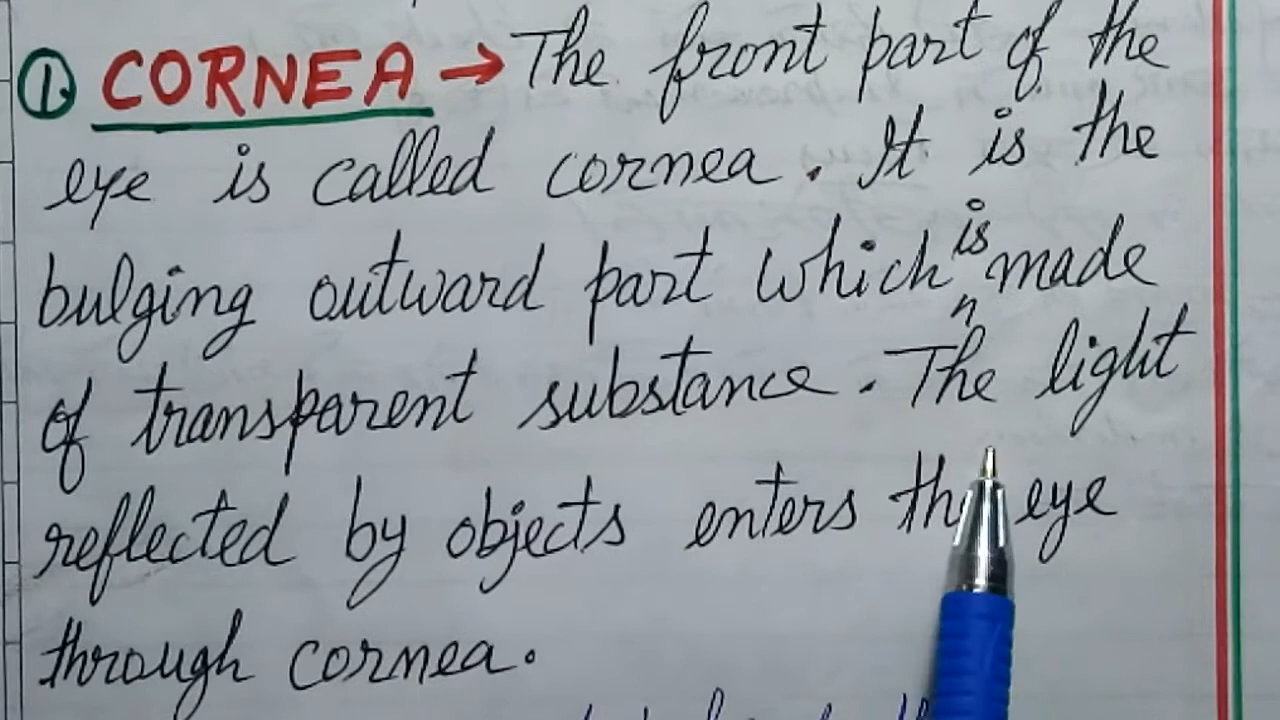 1. CORNEA → The front part of the
eye is called cornea. It is the
bulging outward part which is made
of transparent substance. The light
reflected by objects enters the eye
through cornea.